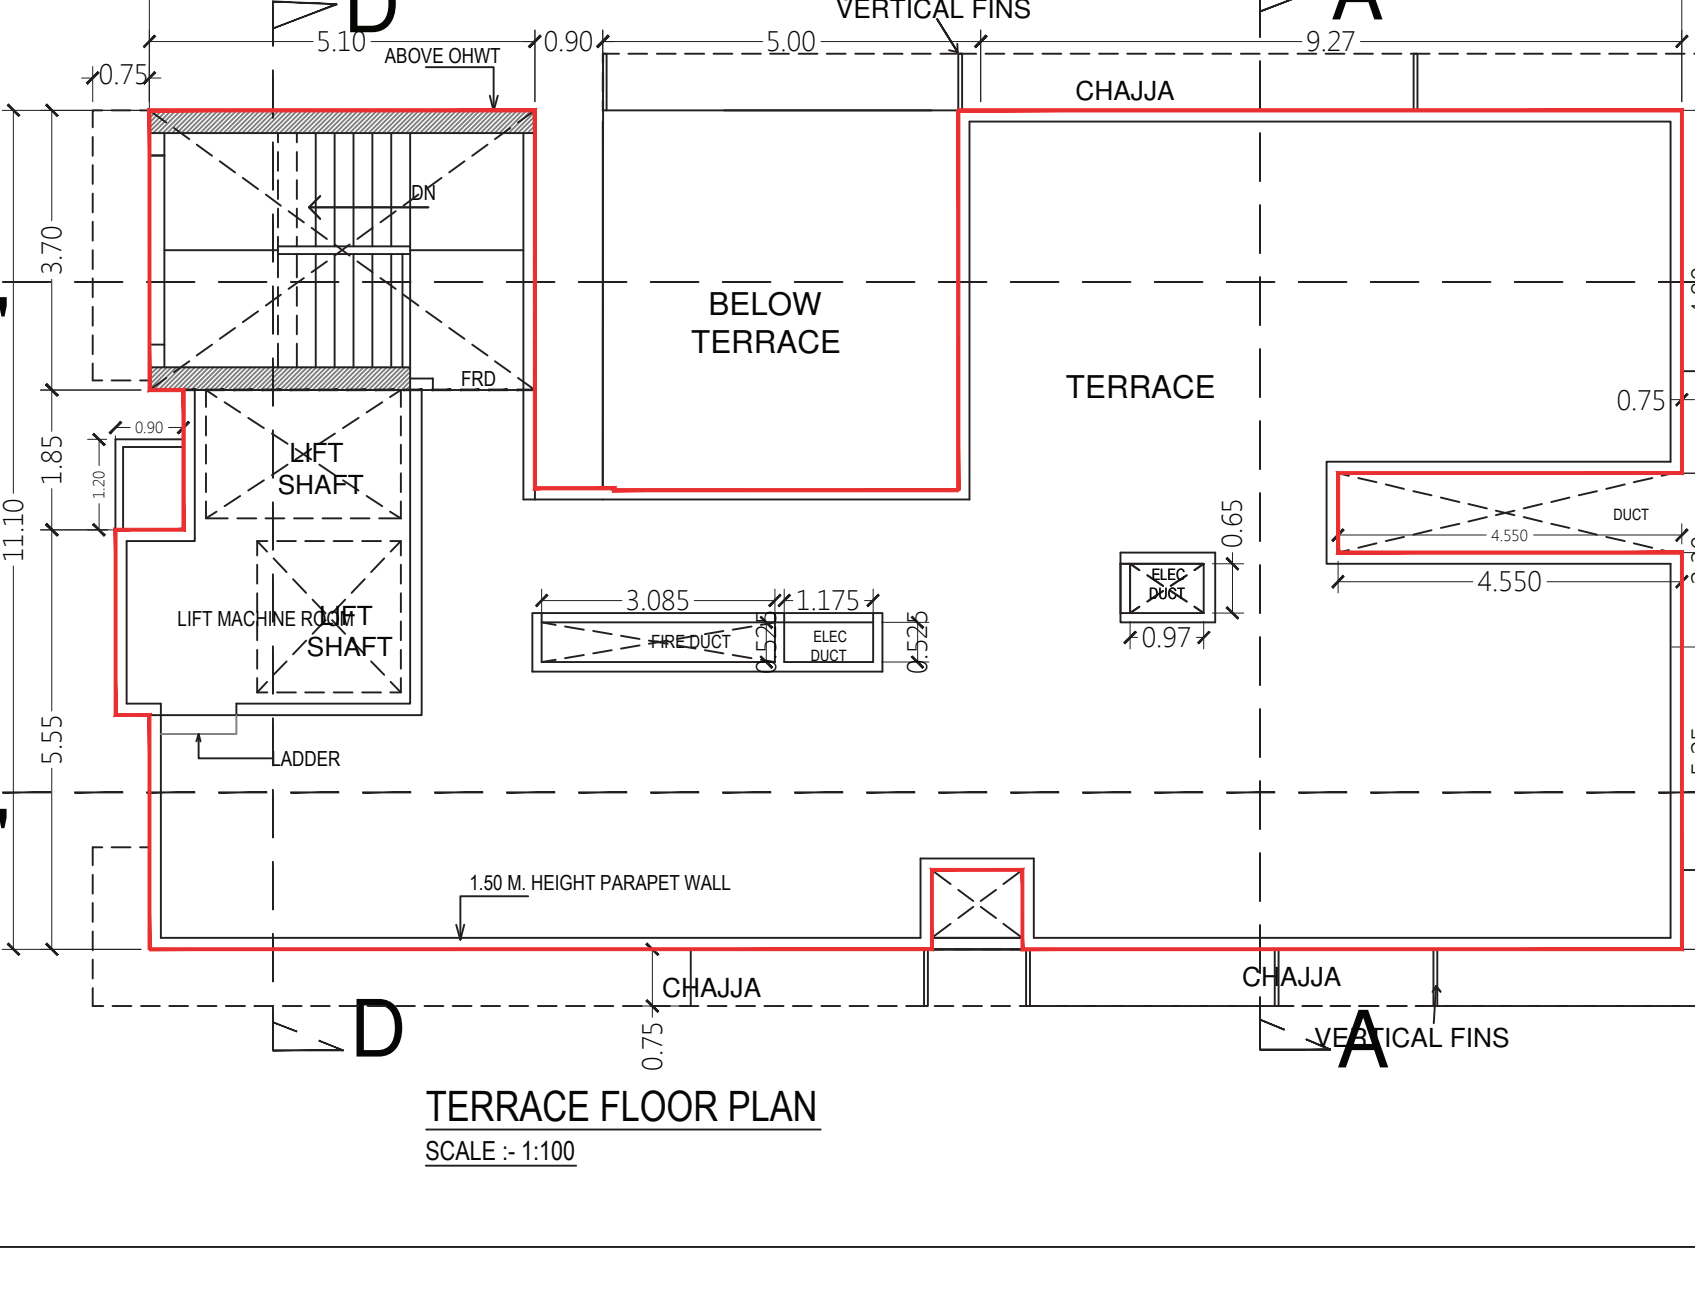 D
A
VERTICAL FINS
5.10
0.90
5.00
9.27
ABOVE OHWT
0.75
CHAJJA
DN
3.70
BELOW
TERRACE
TERRACE
FRD
0.75
0.90
1.85
1.20
LIFT
SHAFT
11.10
0.65
DUCT
4.550
4.550
ELEC
DUCT
3.085
1.175
LIFT MACHINE ROOM
LIFT
SHAFT
FIRE DUCT
0.525
ELEC
DUCT
0.525
0.97
5.55
LADDER
1.50 M. HEIGHT PARAPET WALL
CHAJJA
CHAJJA
D
0.75
A
VERTICAL FINS
TERRACE FLOOR PLAN
SCALE :- 1:100